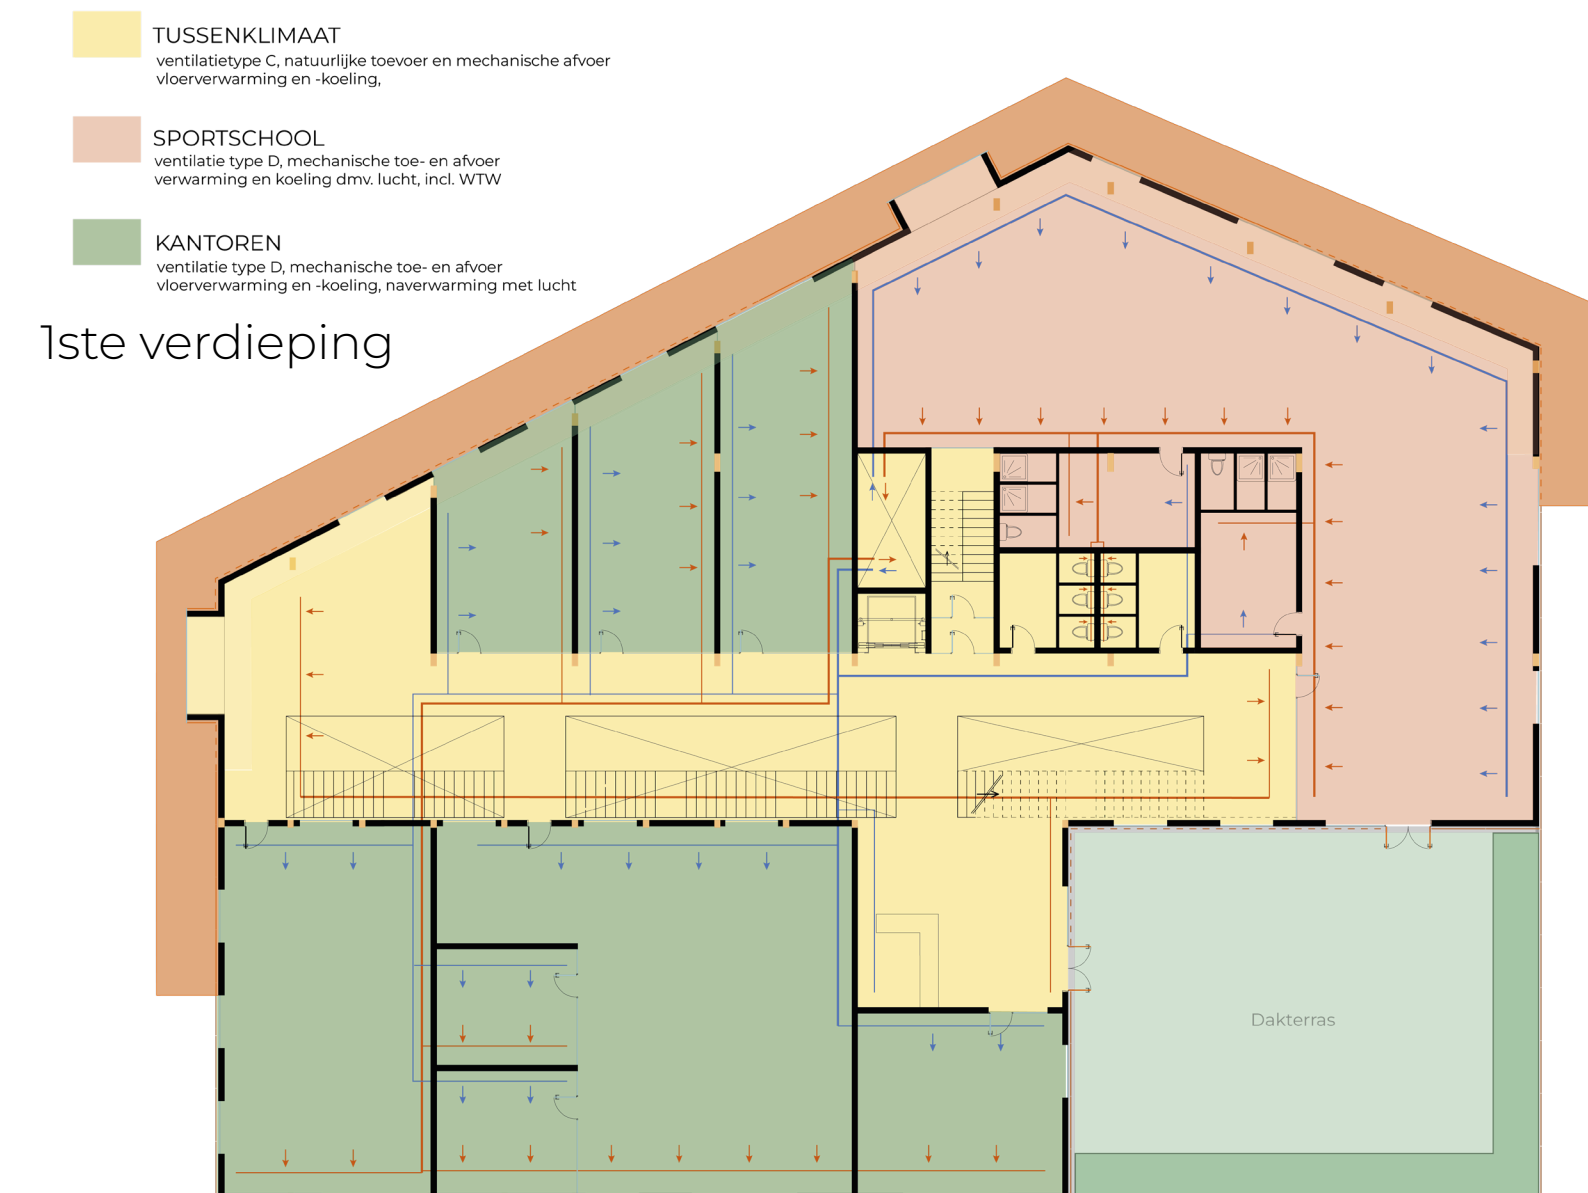 TUSSENKLIMAAT
ventilatietype C, natuurlijke toevoer en mechanische afvoer
vloerverwarming en -koeling,
SPORTSCHOOL
ventilatie type D, mechanische toe- en afvoer
verwarming en koeling dmv. lucht, incl. WTW
KANTOREN
ventilatie type D, mechanische toe- en afvoer
vloerverwarming en -koeling, naverwarming met lucht
1ste verdieping
Dakterras